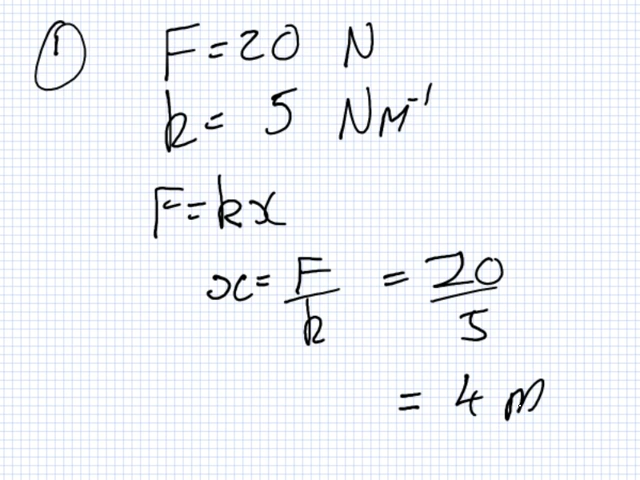 ① F = 20 N
k = 5 Nm⁻¹
F = kx
x = F/k = 20/5
= 4 m